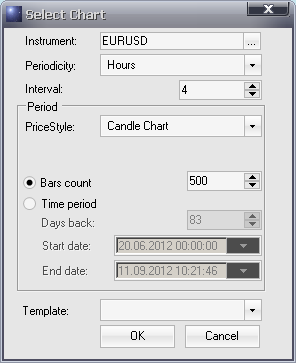 Select Chart
Instrument: EURUSD ...
Periodicity: Hours
Interval: 4
Period
PriceStyle: Candle Chart
Bars count 500
Time period
Days back: 83
Start date: 20.06.2012 00:00:00
End date: 11.09.2012 10:21:46
Template:
OK Cancel